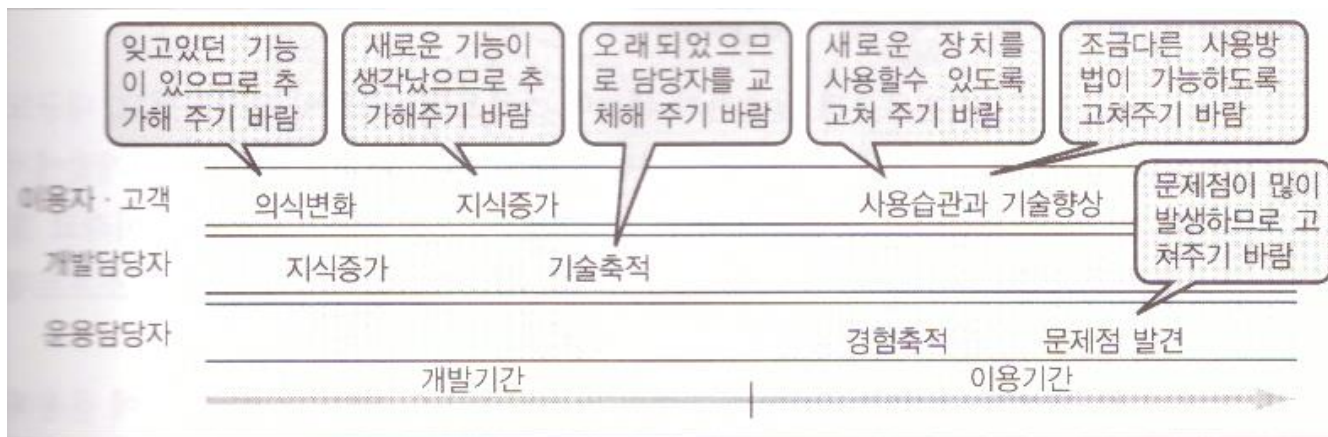 잊고있던 기능
이 있으므로 추
가해 주기 바람
새로운 기능이
생각났으므로 추
가해주기 바람
오래되었으므
로 담당자를 교
체해 주기 바람
새로운 장치를
사용할수 있도록
고쳐 주기 바람
조금다른 사용방
법이 가능하도록
고쳐주기 바람
이용자 · 고객
의식변화
지식증가
사용습관과 기술향상
문제점이 많이
발생하므로 고
쳐주기 바람
개발담당자
지식증가
기술축적
운용담당자
경험축적
문제점 발견
개발기간
이용기간